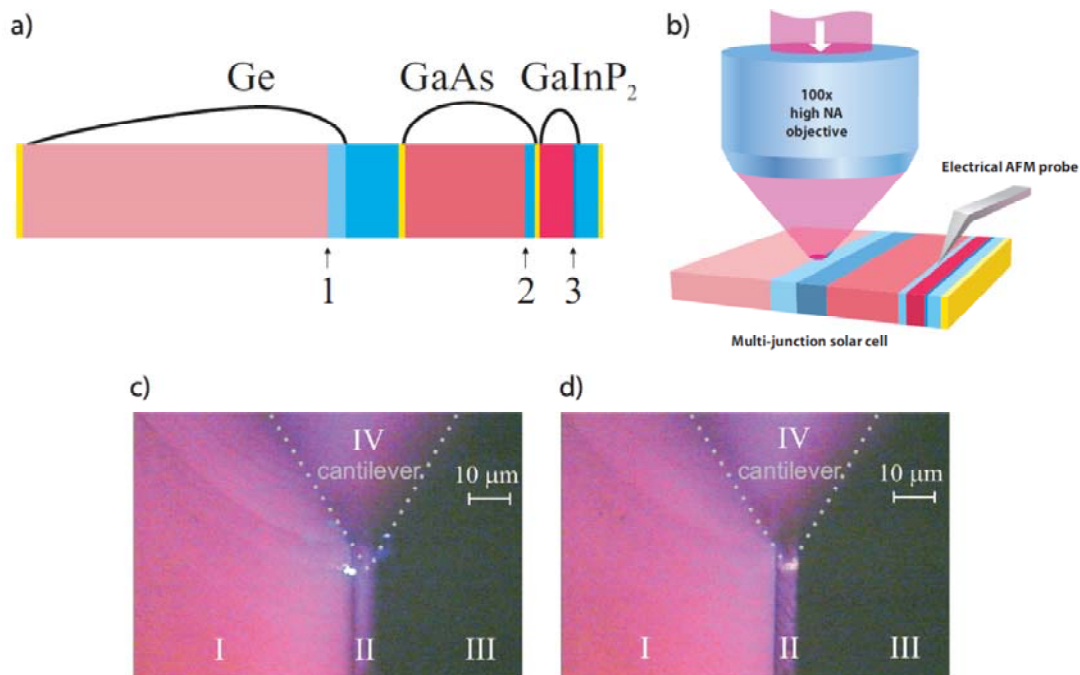 a)
Ge
GaAs
GaInP₂
1
2
3
b)
100x
high NA
objective
Electrical AFM probe
Multi-junction solar cell
c)
IV
cantilever
10 μm
I
II
III
d)
IV
cantilever
10 μm
I
II
III